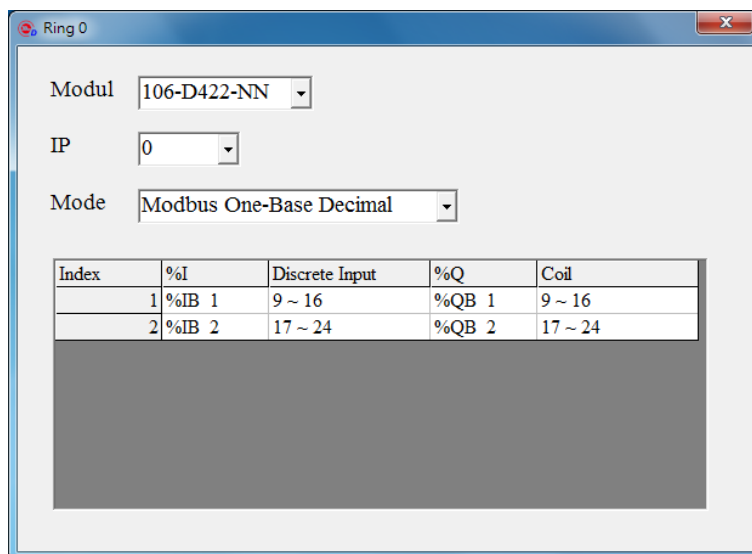 Ring 0
Modul 106-D422-NN
IP 0
Mode Modbus One-Base Decimal
Index %I Discrete Input %Q Coil
1 %IB 1 9 ~ 16 %QB 1 9 ~ 16
2 %IB 2 17 ~ 24 %QB 2 17 ~ 24